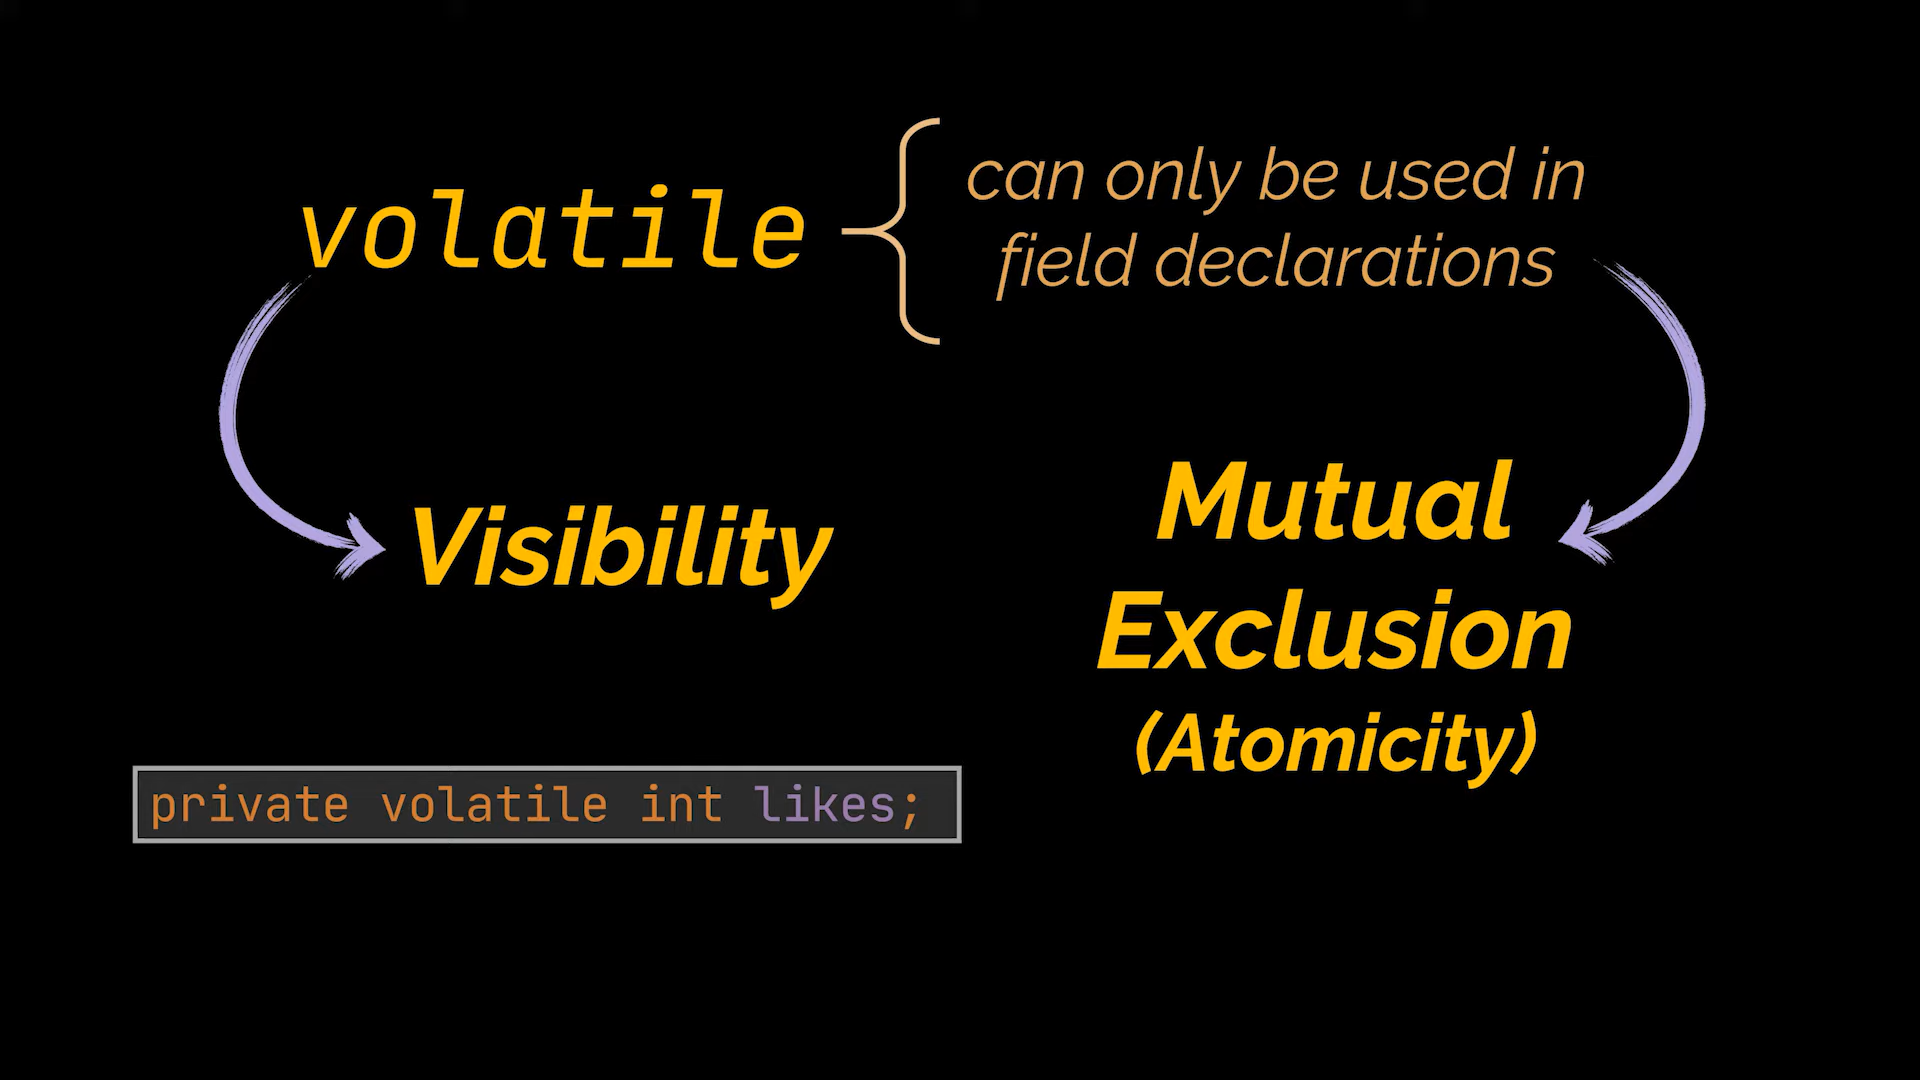 volatile
can only be used in
field declarations
Visibility
Mutual
Exclusion
(Atomicity)
private volatile int likes;